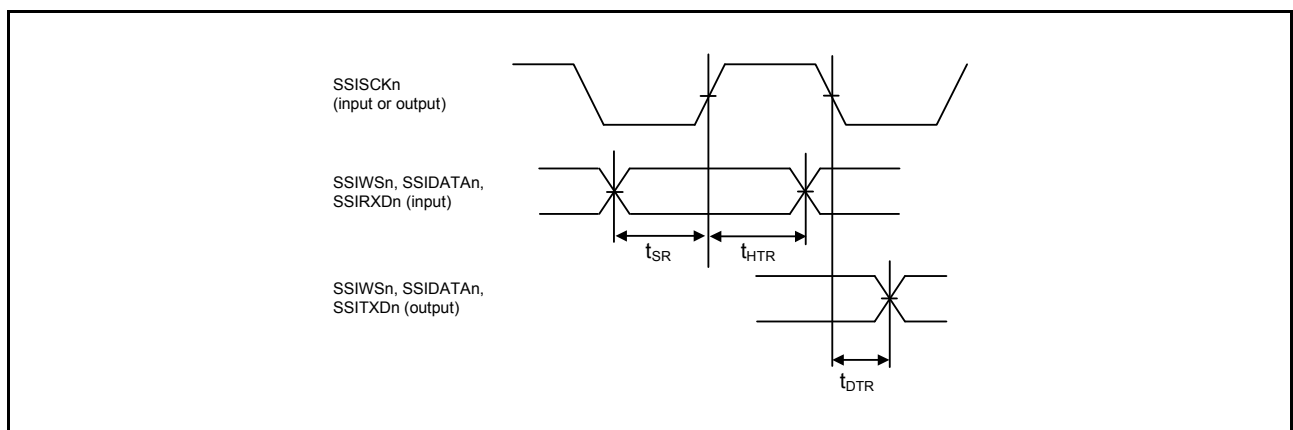 SSISCKn
(input or output)
SSIWSn, SSIDATAn,
SSIRXDn (input)
tSR
tHTR
SSIWSn, SSIDATAn,
SSITXDn (output)
tDTR